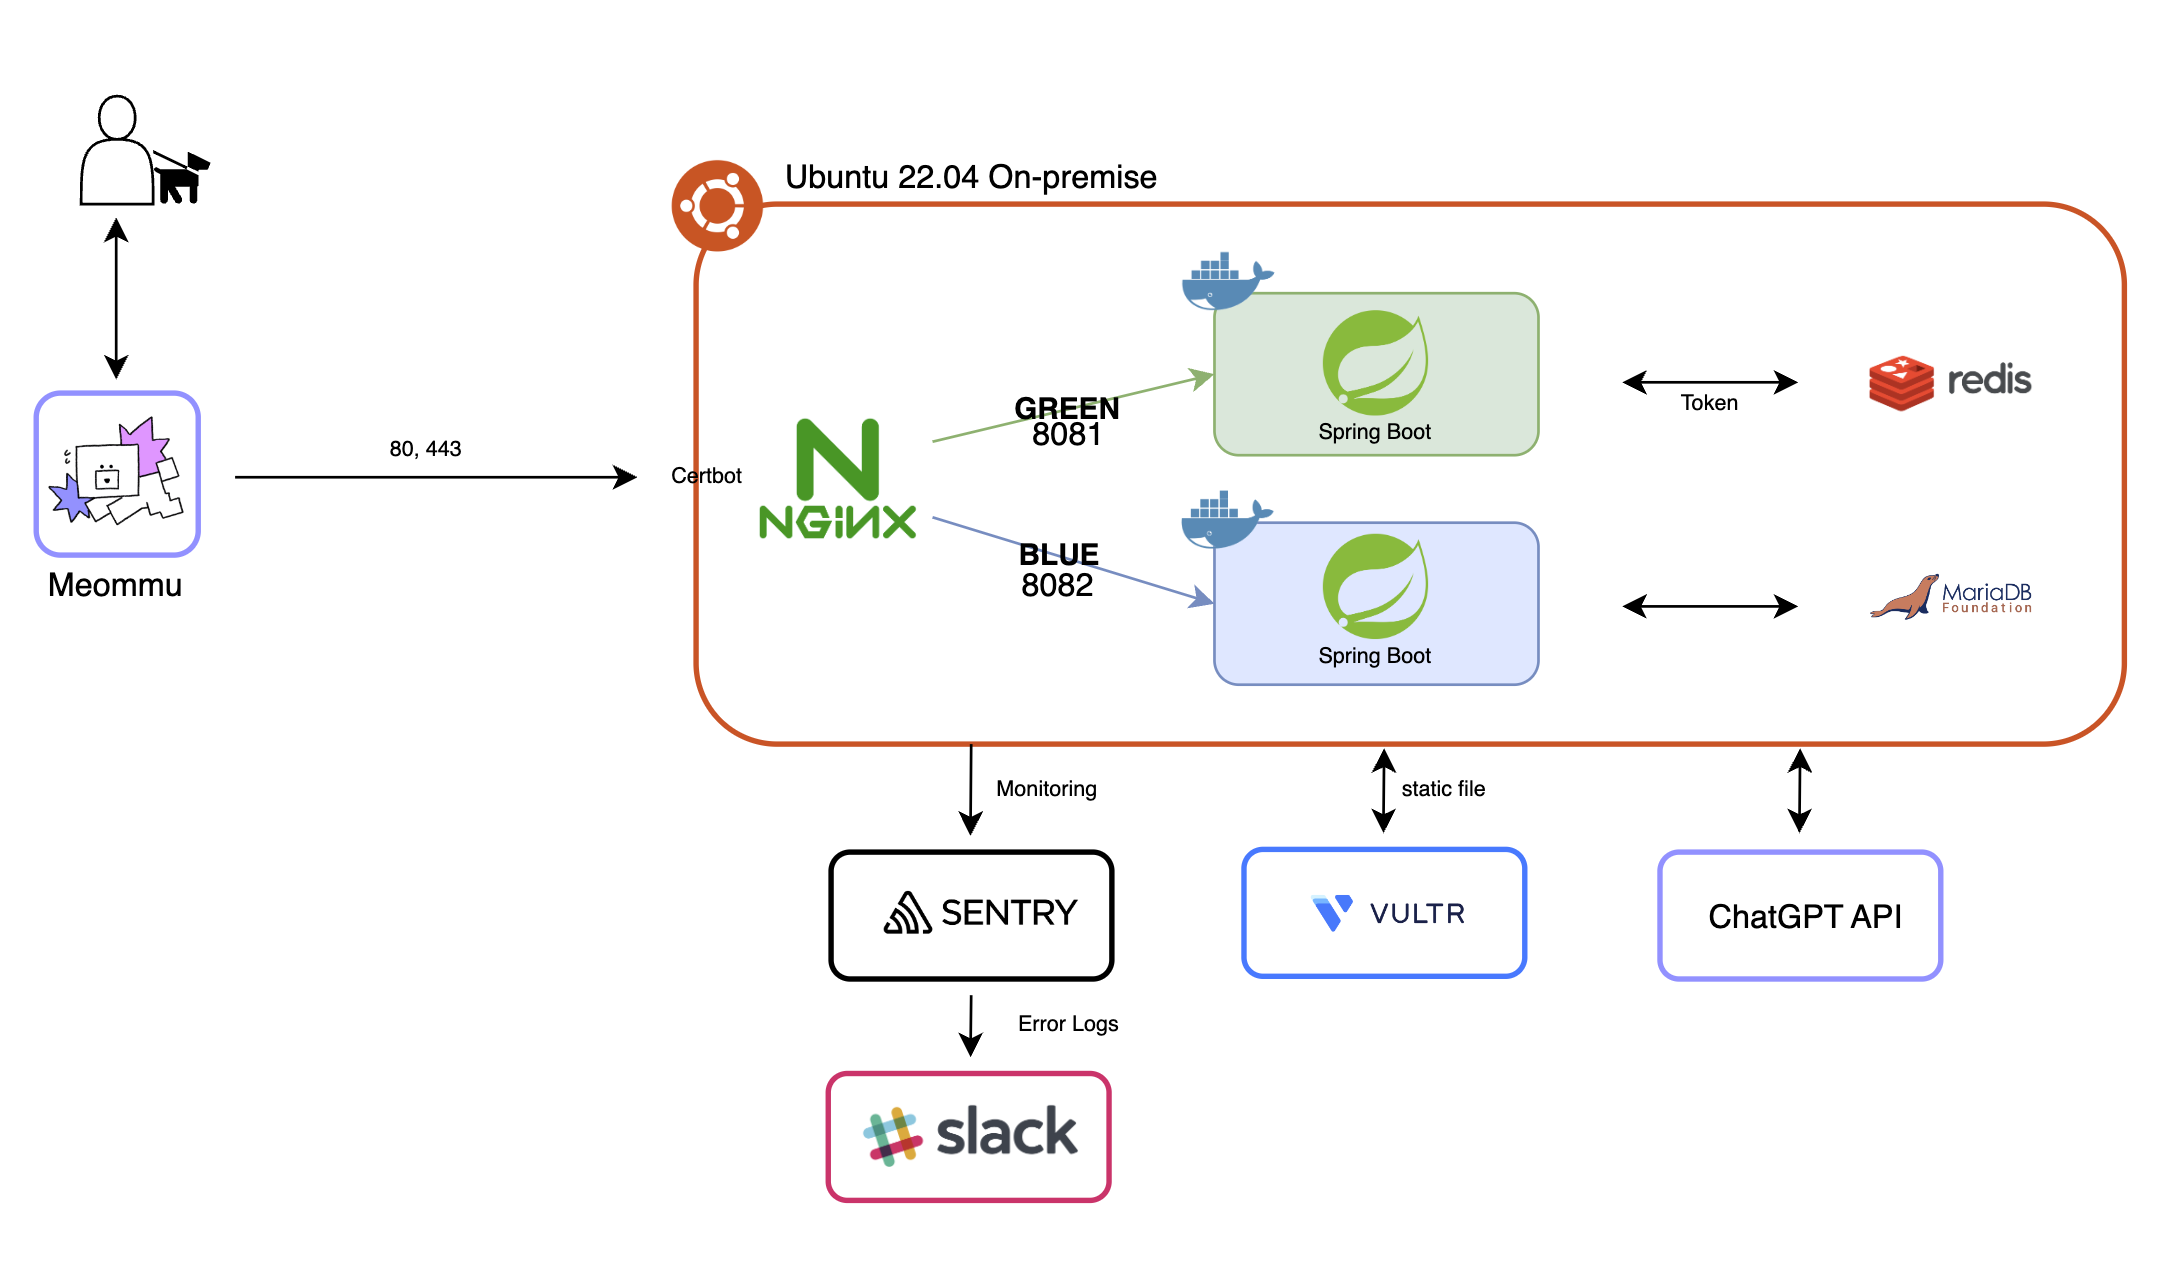 Ubuntu 22.04 On-premise
Meommu
80, 443
Certbot
NGiNX
GREEN
8081
BLUE
8082
Spring Boot
Spring Boot
Token
redis
MariaDB
Foundation
Monitoring
static file
SENTRY
VULTR
ChatGPT API
Error Logs
slack